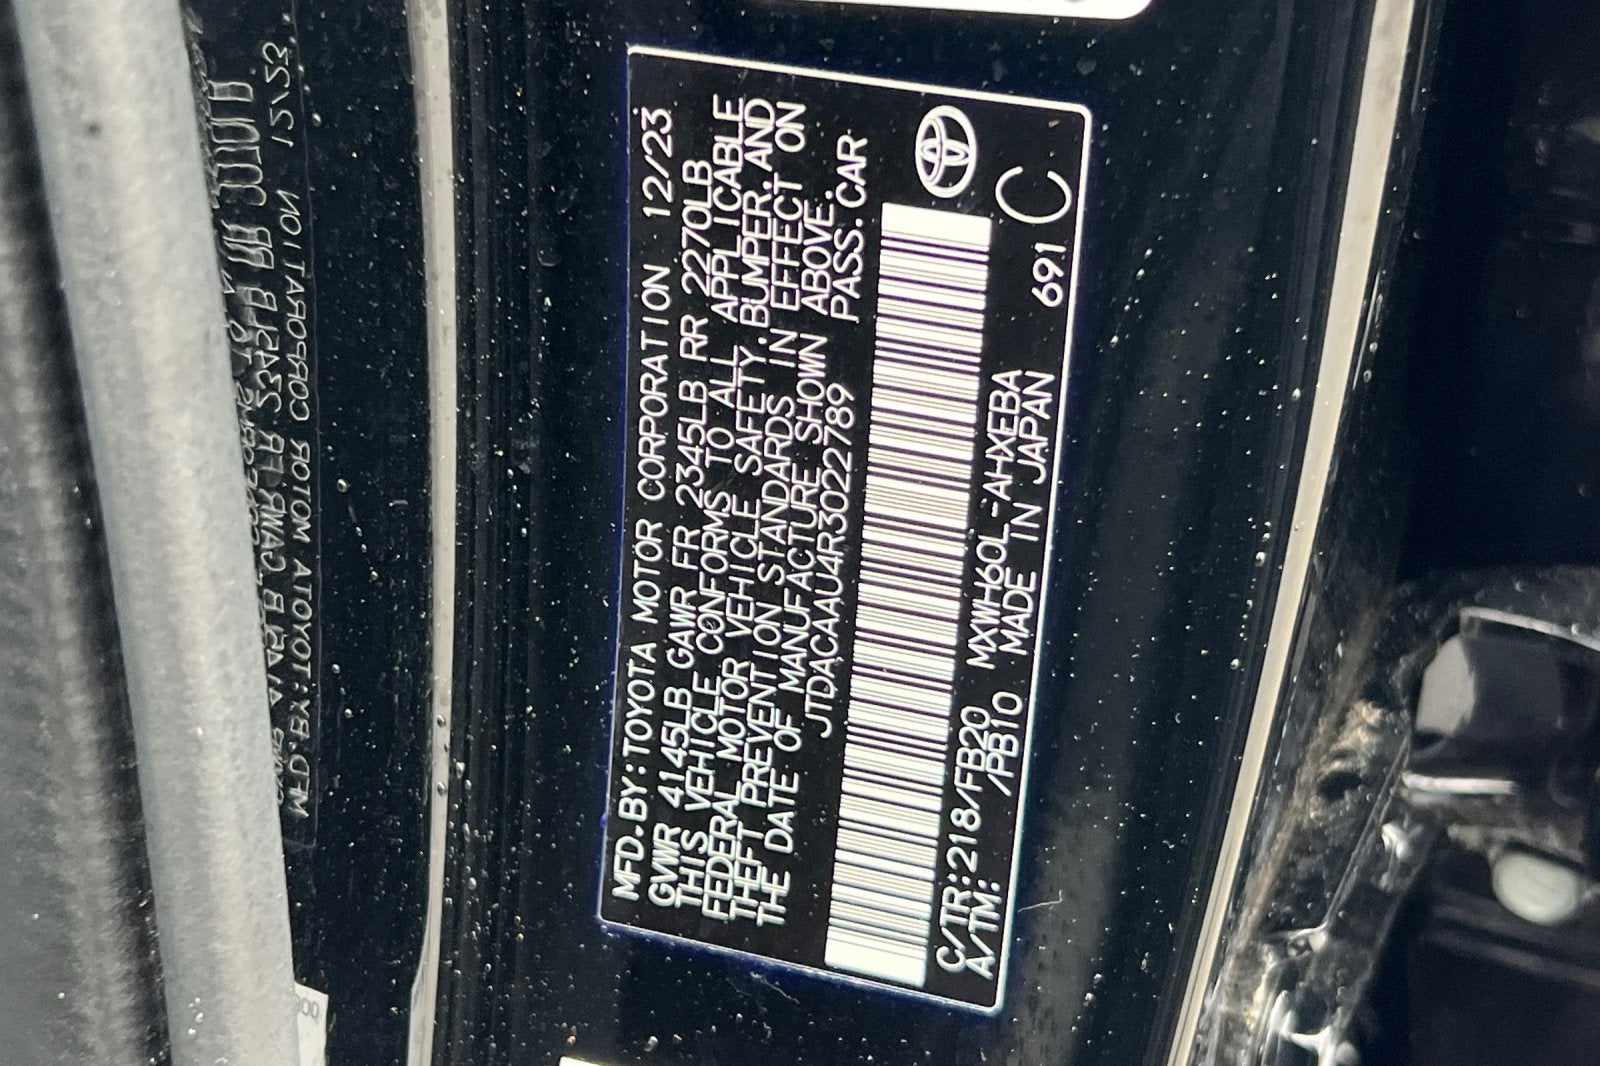 MFD.BY:TOYOTA MOTOR CORPORATION 12/23
GVWR 4145LB GAWR FR 2345LB RR 2270LB
THIS VEHICLE CONFORMS TO ALL APPLICABLE
FEDERAL MOTOR VEHICLE SAFETY.BUMPER.AND
THEFT PREVENTION STANDARDS IN EFFECT ON
THE DATE OF MANUFACTURE SHOWN ABOVE.
JTDACAAU4R3022789 PASS.CAR
C/TR:218/FB20 MXWH60L-AHXEBA
A/TM: /PB10 MADE IN JAPAN 691 C